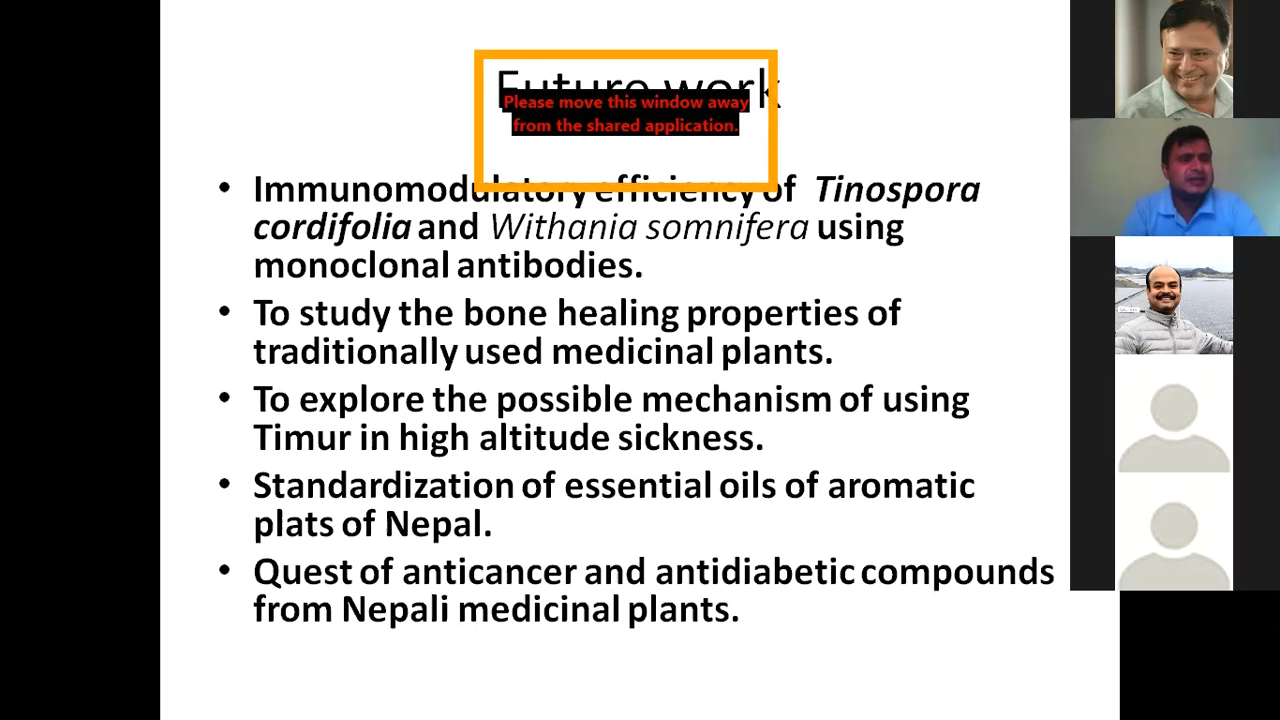 Future work
Please move this window away
from the shared application.
• Immunomodulatory efficiency of Tinospora
cordifolia and Withania somnifera using
monoclonal antibodies.
• To study the bone healing properties of
traditionally used medicinal plants.
• To explore the possible mechanism of using
Timur in high altitude sickness.
• Standardization of essential oils of aromatic
plats of Nepal.
• Quest of anticancer and antidiabetic compounds
from Nepali medicinal plants.